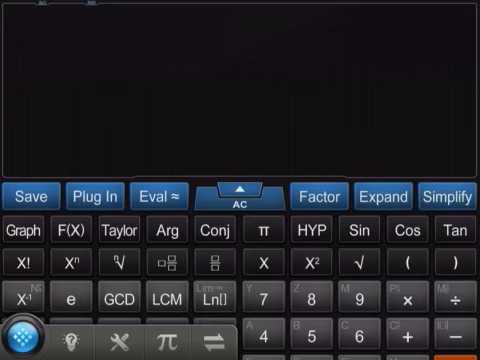 Save Plug In Eval ≈ AC Factor Expand Simplify
Graph F(X) Taylor Arg Conj π HYP Sin Cos Tan
X! Xⁿ ⁿ√ X X² √ ( )
X⁻¹ e GCD LCM Lim→∞ Ln[] Y 7 Z 8 M 9 × ÷
π A 4 B 5 C 6 + −